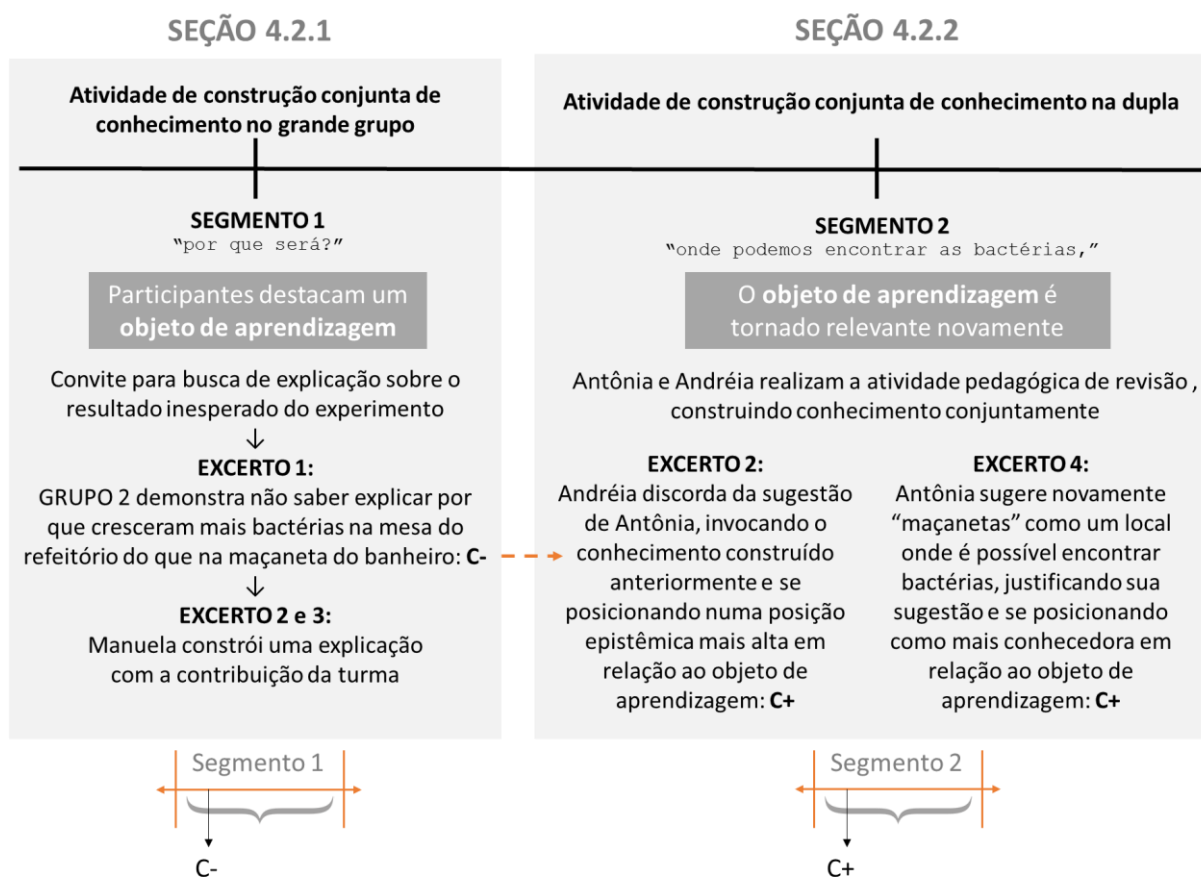 SEÇÃO 4.2.1
Atividade de construção conjunta de
conhecimento no grande grupo
SEGMENTO 1
"por que será?"
Participantes destacam um
objeto de aprendizagem
Convite para busca de explicação sobre o
resultado inesperado do experimento
↓
EXCERTO 1:
GRUPO 2 demonstra não saber explicar por
que cresceram mais bactérias na mesa do
refeitório do que na maçaneta do banheiro: C-
↓
EXCERTO 2 e 3:
Manuela constrói uma explicação
com a contribuição da turma
Segmento 1
C-
SEÇÃO 4.2.2
Atividade de construção conjunta de conhecimento na dupla
SEGMENTO 2
"onde podemos encontrar as bactérias,"
O objeto de aprendizagem é
tornado relevante novamente
Antônia e Andréia realizam a atividade pedagógica de revisão ,
construindo conhecimento conjuntamente
EXCERTO 2:
Andréia discorda da sugestão
de Antônia, invocando o
conhecimento construído
anteriormente e se
posicionando numa posição
epistêmica mais alta em
relação ao objeto de
aprendizagem: C+
EXCERTO 4:
Antônia sugere novamente
“maçanetas” como um local
onde é possível encontrar
bactérias, justificando sua
sugestão e se posicionando
como mais conhecedora em
relação ao objeto de
aprendizagem: C+
Segmento 2
C+